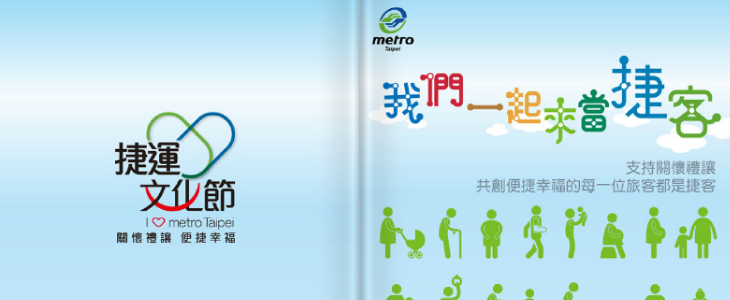 捷運
文化節
I metro Taipei
關懷禮讓 便捷幸福
metro
Taipei
我們一起來當捷客
支持關懷禮讓
共創便捷幸福的每一位旅客都是捷客